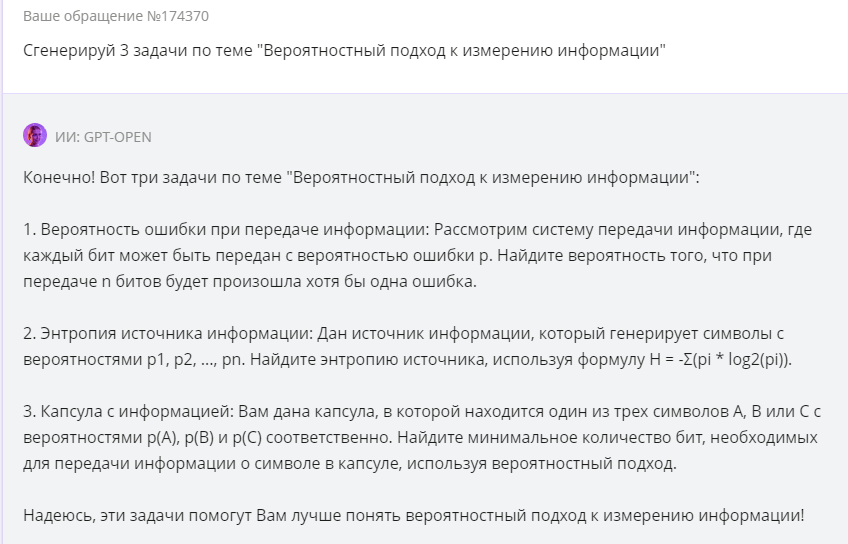 Ваше обращение №174370
Сгенерируй 3 задачи по теме "Вероятностный подход к измерению информации"
ИИ: GPT-OPEN
Конечно! Вот три задачи по теме "Вероятностный подход к измерению информации":
1. Вероятность ошибки при передаче информации: Рассмотрим систему передачи информации, где
каждый бит может быть передан с вероятностью ошибки p. Найдите вероятность того, что при
передаче n битов будет произошла хотя бы одна ошибка.
2. Энтропия источника информации: Дан источник информации, который генерирует символы с
вероятностями p1, p2, ..., pn. Найдите энтропию источника, используя формулу H = -Σ(pi * log2(pi)).
3. Капсула с информацией: Вам дана капсула, в которой находится один из трех символов A, B или C с
вероятностями p(A), p(B) и p(C) соответственно. Найдите минимальное количество бит, необходимых
для передачи информации о символе в капсуле, используя вероятностный подход.
Надеюсь, эти задачи помогут Вам лучше понять вероятностный подход к измерению информации!